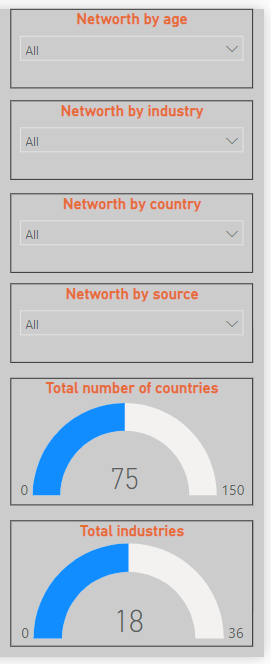 Networth by age
All
Networth by industry
All
Networth by country
All
Networth by source
All
Total number of countries
75
0 150
Total industries
18
0 36